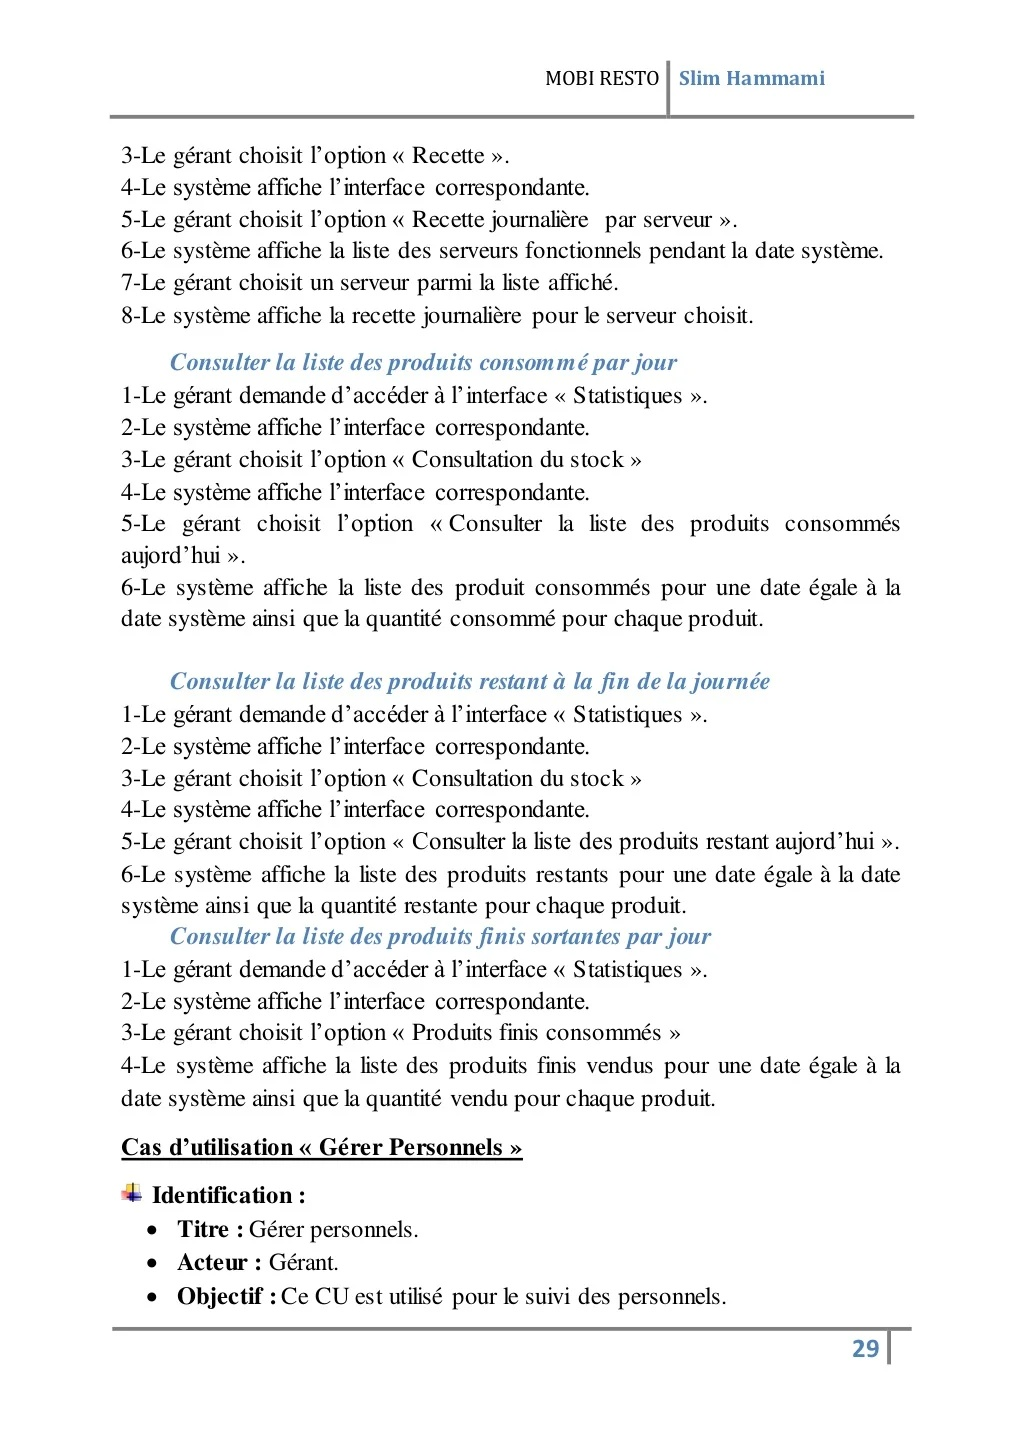 MOBI RESTO Slim Hammami
3-Le gérant choisit l’option « Recette ».
4-Le système affiche l’interface correspondante.
5-Le gérant choisit l’option « Recette journalière par serveur ».
6-Le système affiche la liste des serveurs fonctionnels pendant la date système.
7-Le gérant choisit un serveur parmi la liste affiché.
8-Le système affiche la recette journalière pour le serveur choisit.
Consulter la liste des produits consommé par jour
1-Le gérant demande d’accéder à l’interface « Statistiques ».
2-Le système affiche l’interface correspondante.
3-Le gérant choisit l’option « Consultation du stock »
4-Le système affiche l’interface correspondante.
5-Le gérant choisit l’option « Consulter la liste des produits consommés
aujord’hui ».
6-Le système affiche la liste des produit consommés pour une date égale à la
date système ainsi que la quantité consommé pour chaque produit.
Consulter la liste des produits restant à la fin de la journée
1-Le gérant demande d’accéder à l’interface « Statistiques ».
2-Le système affiche l’interface correspondante.
3-Le gérant choisit l’option « Consultation du stock »
4-Le système affiche l’interface correspondante.
5-Le gérant choisit l’option « Consulter la liste des produits restant aujord’hui ».
6-Le système affiche la liste des produits restants pour une date égale à la date
système ainsi que la quantité restante pour chaque produit.
Consulter la liste des produits finis sortantes par jour
1-Le gérant demande d’accéder à l’interface « Statistiques ».
2-Le système affiche l’interface correspondante.
3-Le gérant choisit l’option « Produits finis consommés »
4-Le système affiche la liste des produits finis vendus pour une date égale à la
date système ainsi que la quantité vendu pour chaque produit.
Cas d’utilisation « Gérer Personnels »
Identification :
• Titre : Gérer personnels.
• Acteur : Gérant.
• Objectif : Ce CU est utilisé pour le suivi des personnels.
29